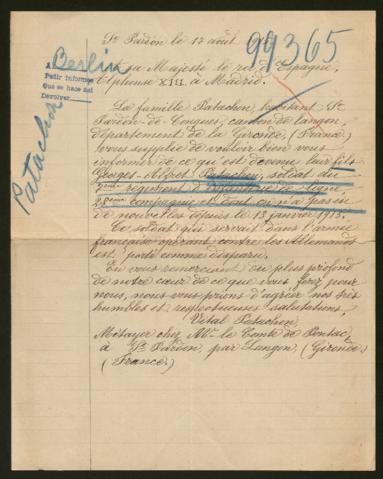 St Pardon le 17 août
99365
Berlin
A sa Majesté le roi d'Espagne,
Alphonse XIII à Madrid.
Pedir informes
Que se hace así
Devolver
Patachon
La famille Patachon, habitant St
Pardon-de-Conques, canton de Langon,
département de la Gironde, (France)
vous supplie de vouloir bien vous
informer de ce qu'est devenu leur fils
Georges-Albert Patachon, soldat du
régiment d'infanterie de ligne,
compagnie et dont on n'a pas eu
de nouvelles depuis le 13 janvier 1915.
Ce soldat qui servait dans l'armée
française opérant contre les Allemands
est porté comme disparu.
En vous remerciant du plus profond
de notre cœur de ce que vous ferez pour
nous, nous vous prions d'agréer nos très
humbles et respectueuses salutations.
Vital Patachon
Métayer chez Mr le Comte de Pontac,
à St Pardon, par Langon, (Gironde)
(France.)